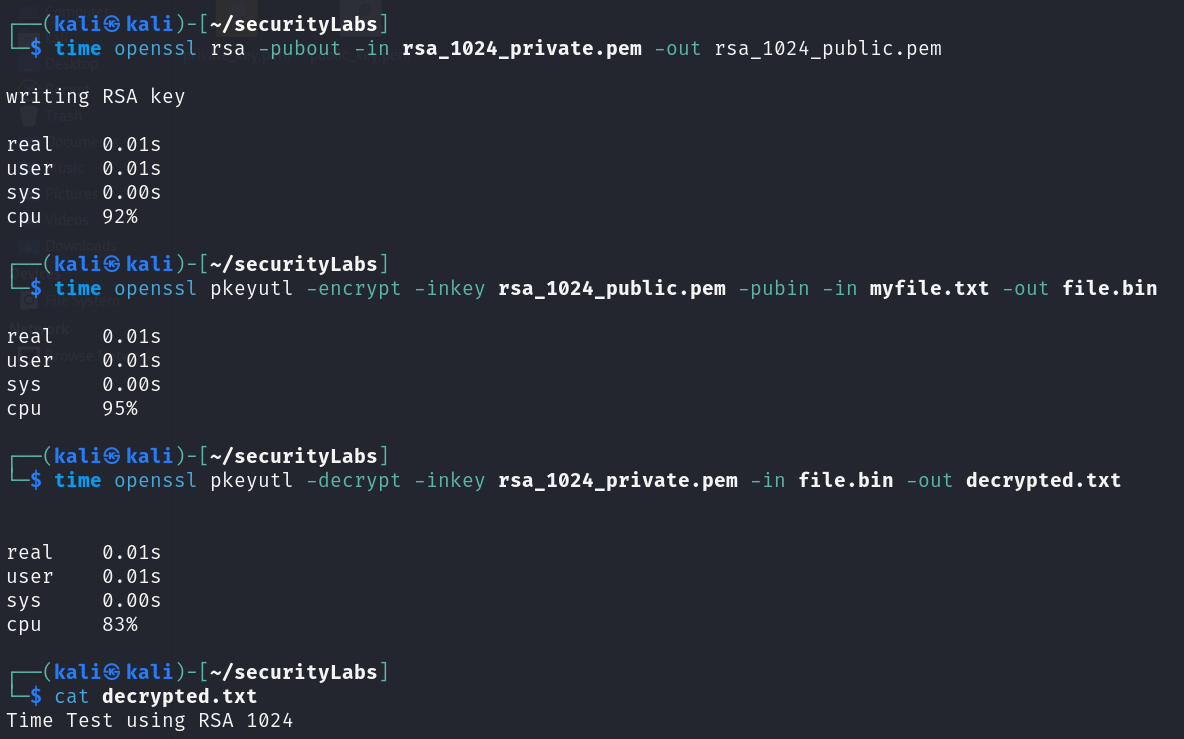 ┌──(kali㉿kali)-[~/securityLabs]
└─$ time openssl rsa -pubout -in rsa_1024_private.pem -out rsa_1024_public.pem
writing RSA key
real 0.01s
user 0.01s
sys 0.00s
cpu 92%
┌──(kali㉿kali)-[~/securityLabs]
└─$ time openssl pkeyutl -encrypt -inkey rsa_1024_public.pem -pubin -in myfile.txt -out file.bin
real 0.01s
user 0.01s
sys 0.00s
cpu 95%
┌──(kali㉿kali)-[~/securityLabs]
└─$ time openssl pkeyutl -decrypt -inkey rsa_1024_private.pem -in file.bin -out decrypted.txt
real 0.01s
user 0.01s
sys 0.00s
cpu 83%
┌──(kali㉿kali)-[~/securityLabs]
└─$ cat decrypted.txt
Time Test using RSA 1024